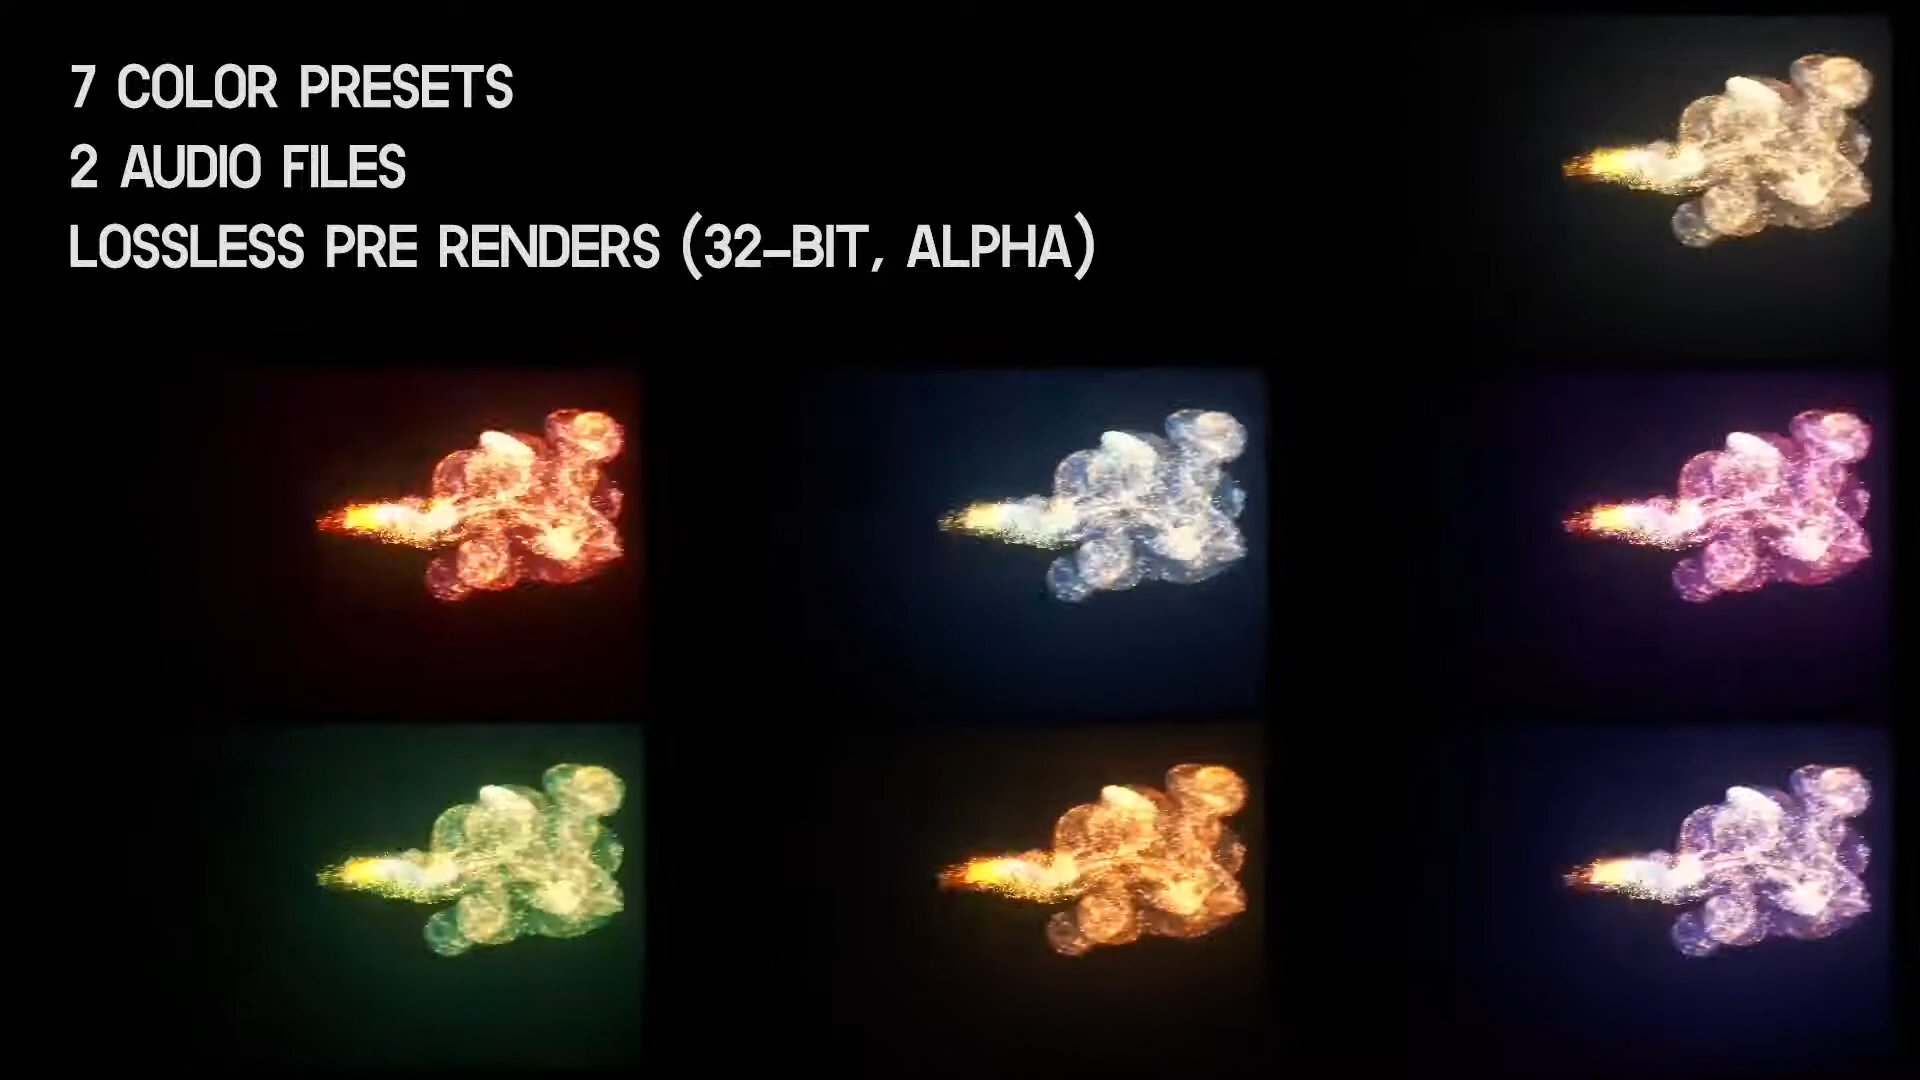 7 COLOR PRESETS
2 AUDIO FILES
LOSSLESS PRE RENDERS (32-BIT, ALPHA)